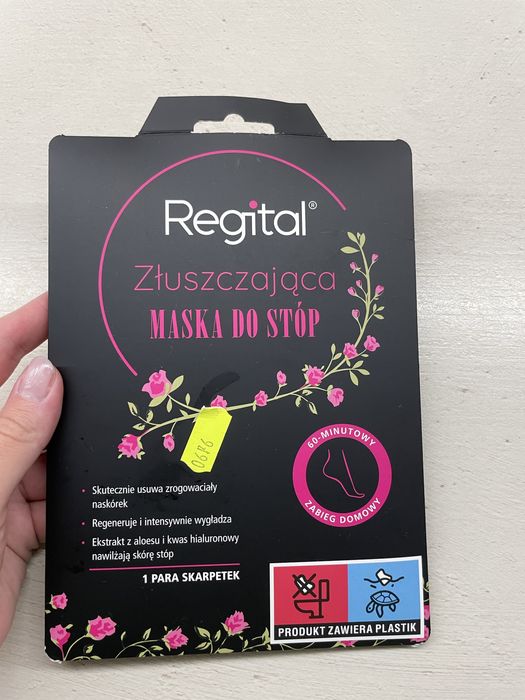 Regital®
Złuszczająca
MASKA DO STÓP
0676
60-MINUTOWY
ZABIEG DOMOWY
• Skutecznie usuwa zrogowaciały
naskórek
• Regeneruje i intensywnie wygładza
• Ekstrakt z aloesu i kwas hialuronowy
nawilżają skórę stóp
1 PARA SKARPETEK
PRODUKT ZAWIERA PLASTIK